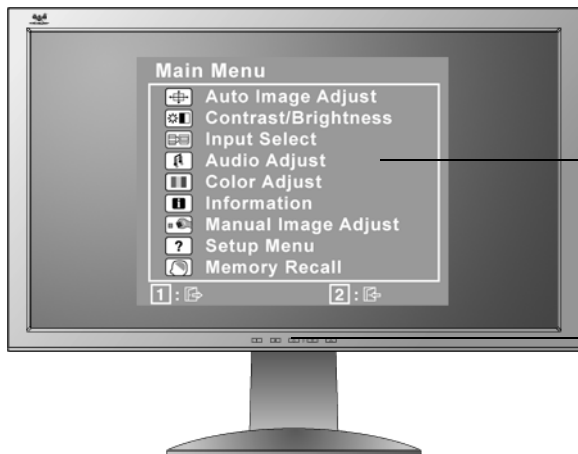 Main Menu
Auto Image Adjust
Contrast/Brightness
Input Select
Audio Adjust
Color Adjust
Information
Manual Image Adjust
? Setup Menu
Memory Recall
1 : 2 :